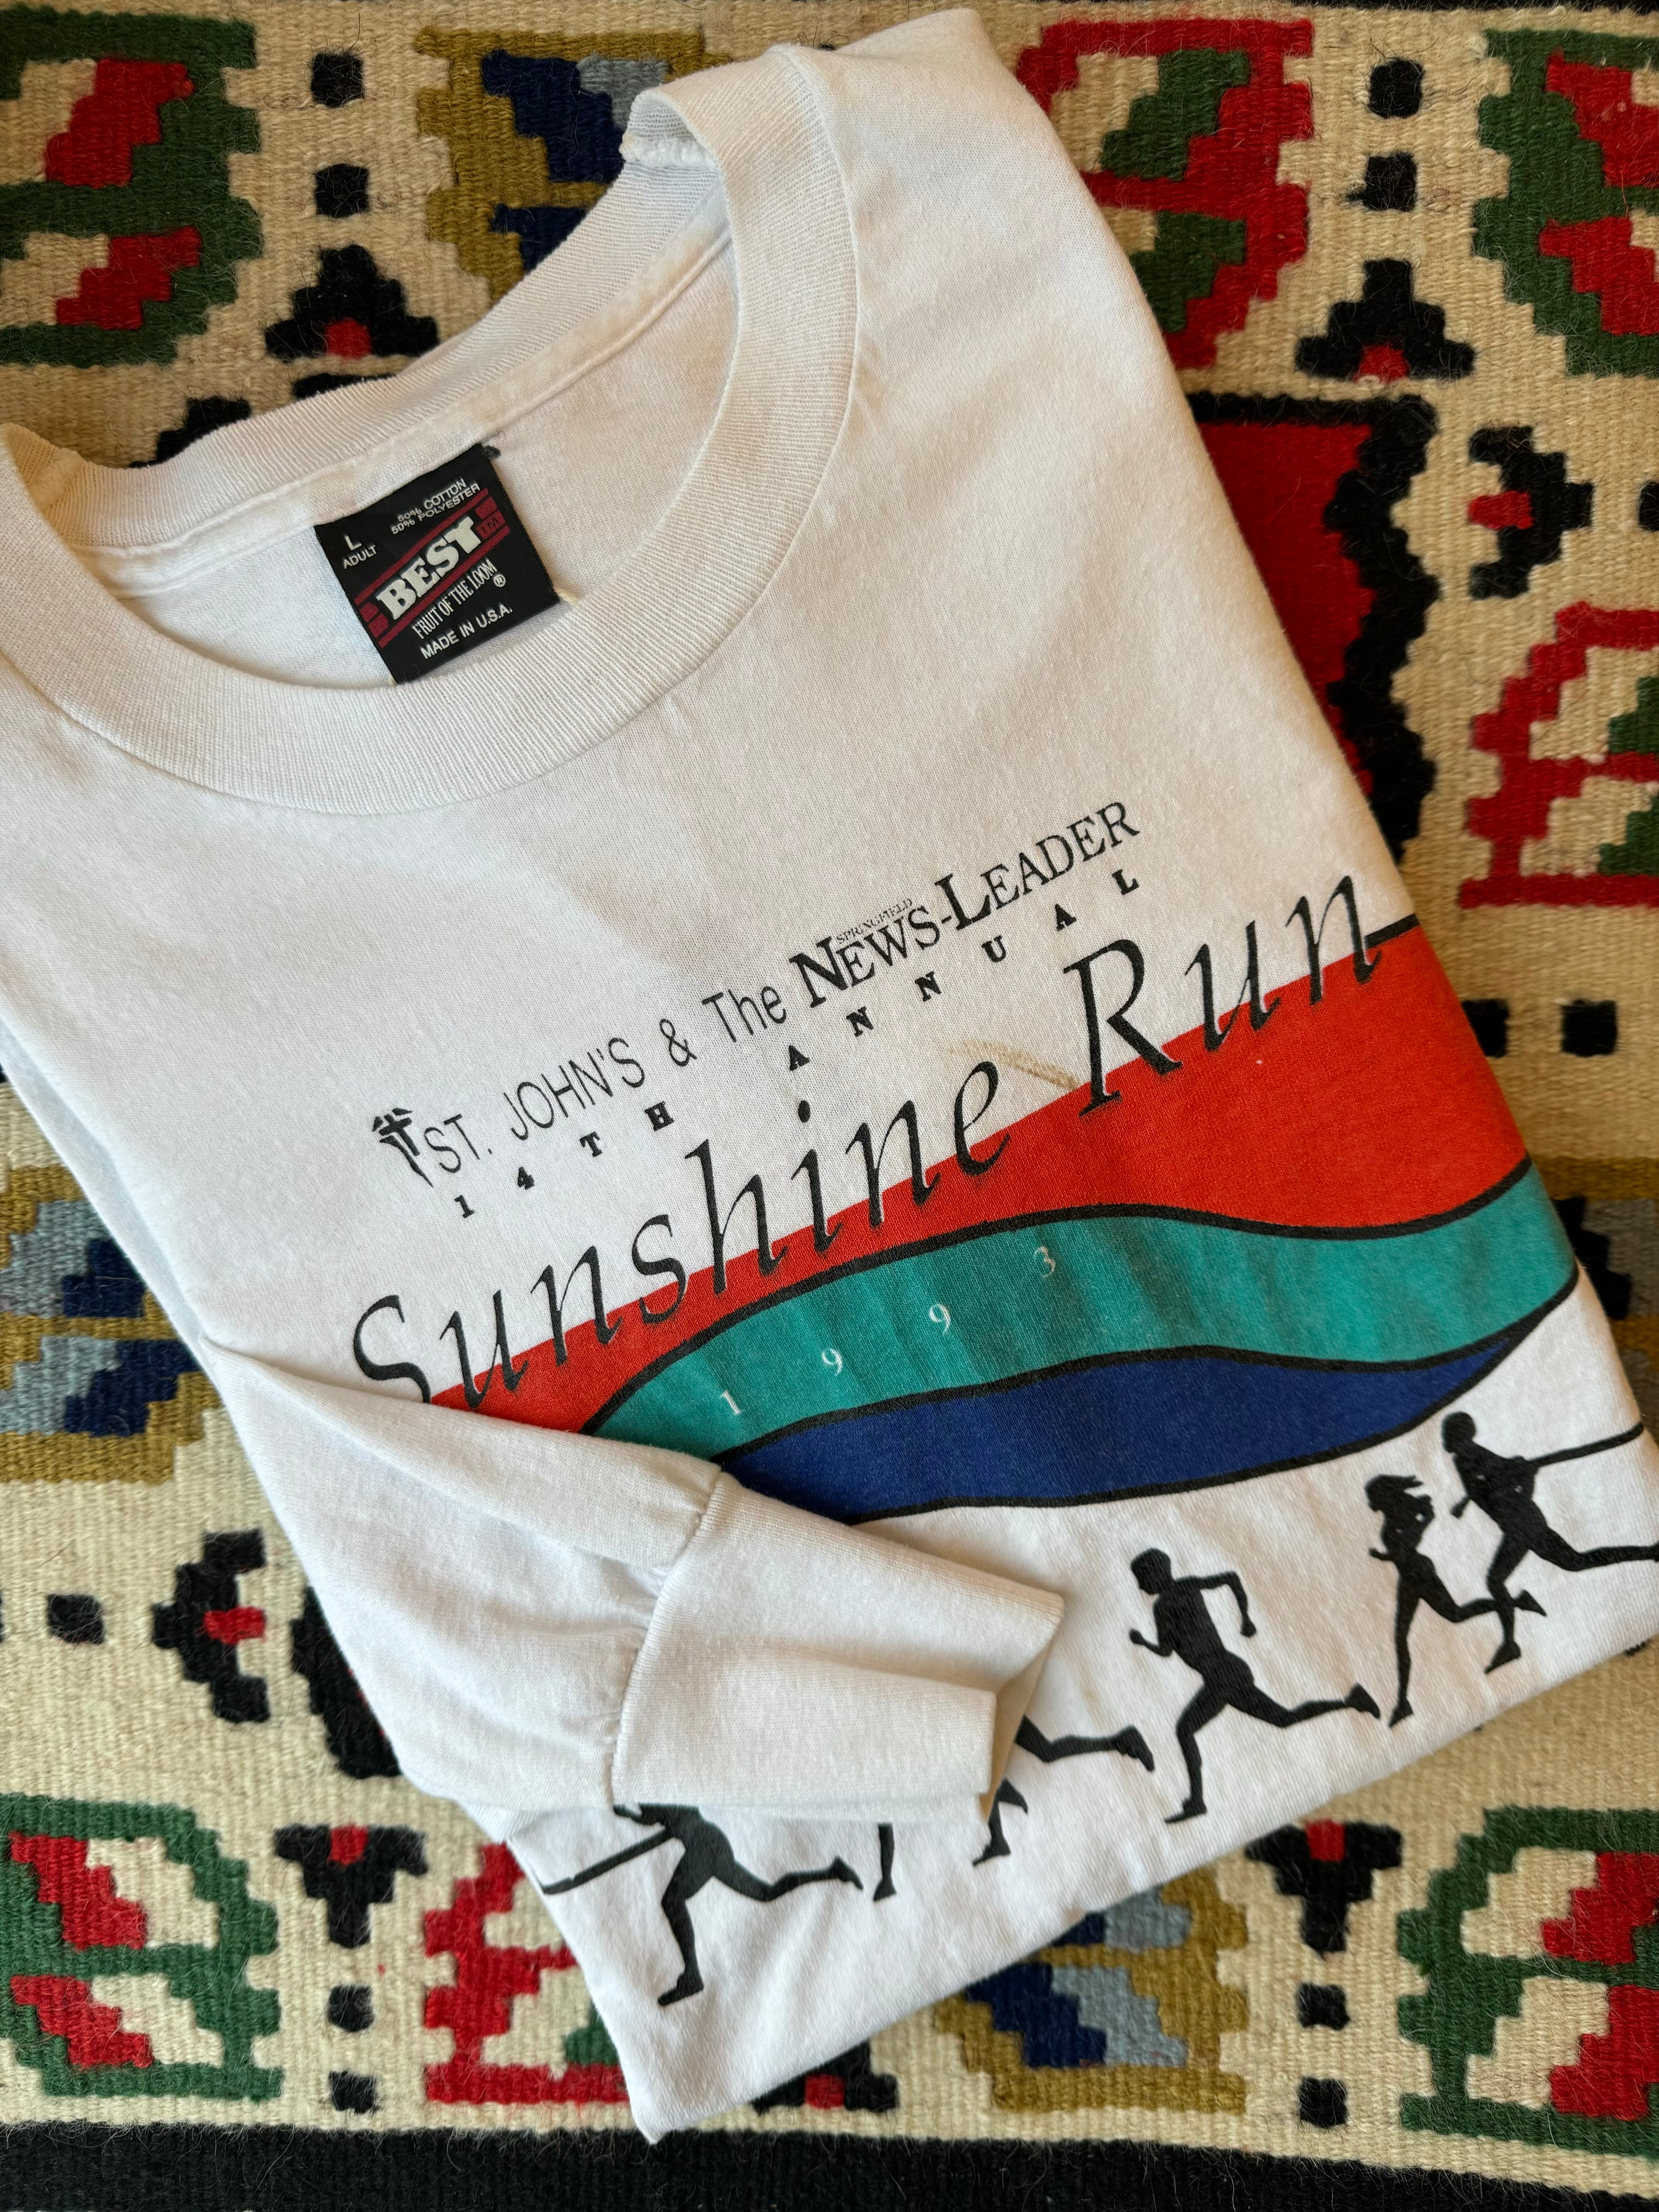 50% COTTON
50% POLYESTER
L
ADULT
BEST TM
FRUIT OF THE LOOM ®
MADE IN U.S.A.
ST. JOHN'S & The SPRINGFIELD NEWS-LEADER
14TH ANNUAL
Sunshine Run
1993